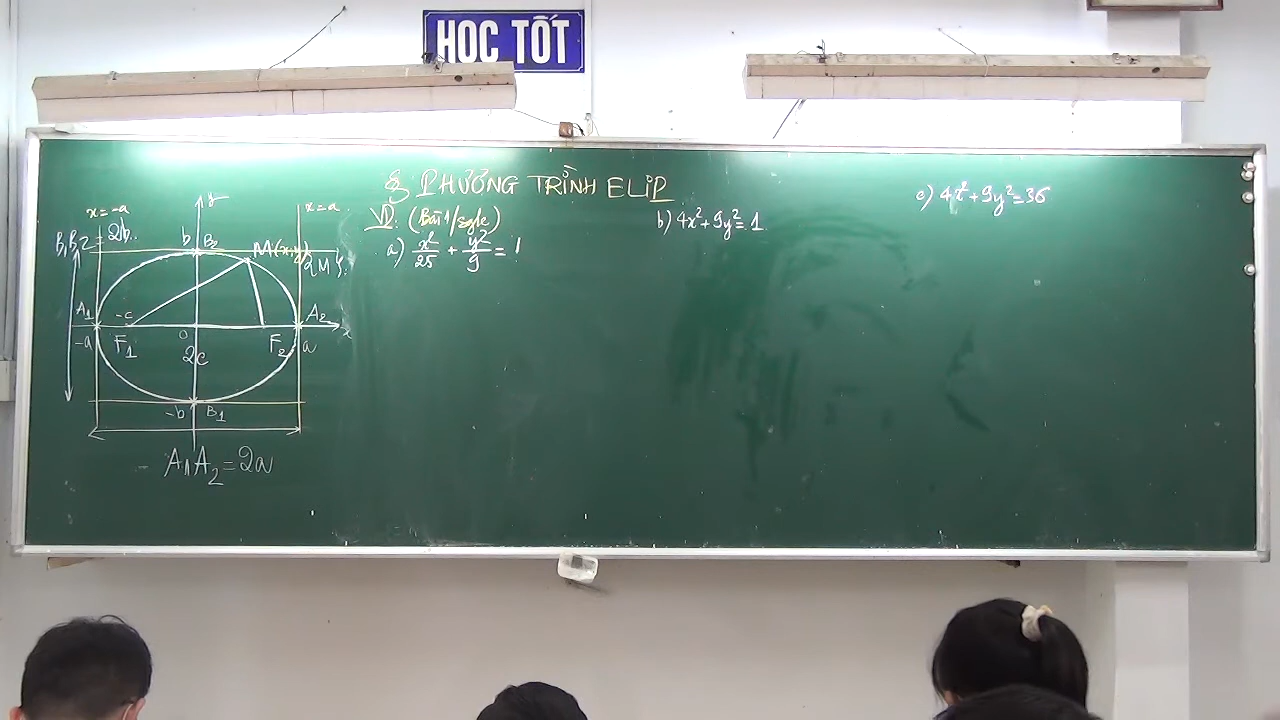 HỌC TỐT
§ PHƯƠNG TRÌNH ELIP
VD: (Bài 1/sgk)
a) x²/25 + y²/9 = 1
b) 4x² + 9y² = 1
c) 4x² + 9y² = 36
x = -a
y
x = a
B₁B₂ = 2b
b
B₂
M(x;y)
A₁
-c
O
A₂
x
-a
F₁
2c
F₂
a
-b
B₁
A₁A₂ = 2a